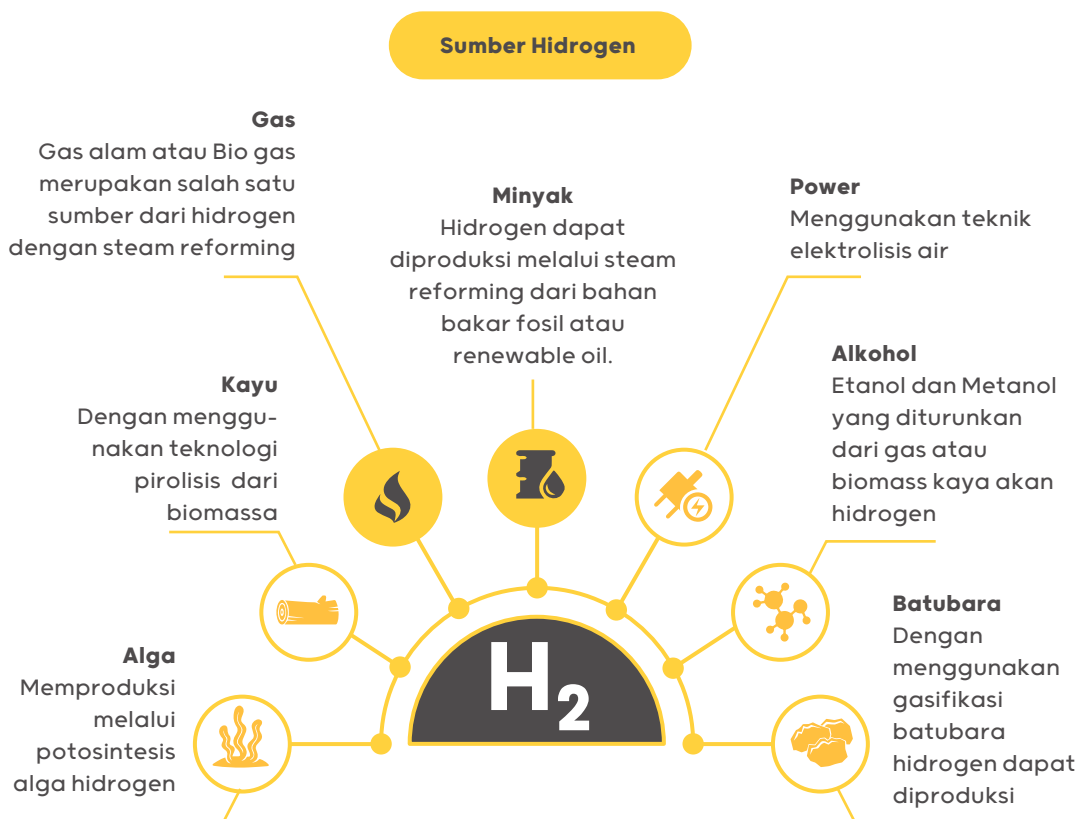 Sumber Hidrogen
Gas
Gas alam atau Bio gas
merupakan salah satu
sumber dari hidrogen
dengan steam reforming
Minyak
Hidrogen dapat
diproduksi melalui steam
reforming dari bahan
bakar fosil atau
renewable oil.
Power
Menggunakan teknik
elektrolisis air
Kayu
Dengan menggu-
nakan teknologi
pirolisis dari
biomassa
Alkohol
Etanol dan Metanol
yang diturunkan
dari gas atau
biomass kaya akan
hidrogen
Alga
Memproduksi
melalui
potosintesis
alga hidrogen
Batubara
Dengan
menggunakan
gasifikasi
batubara
hidrogen dapat
diproduksi
H2